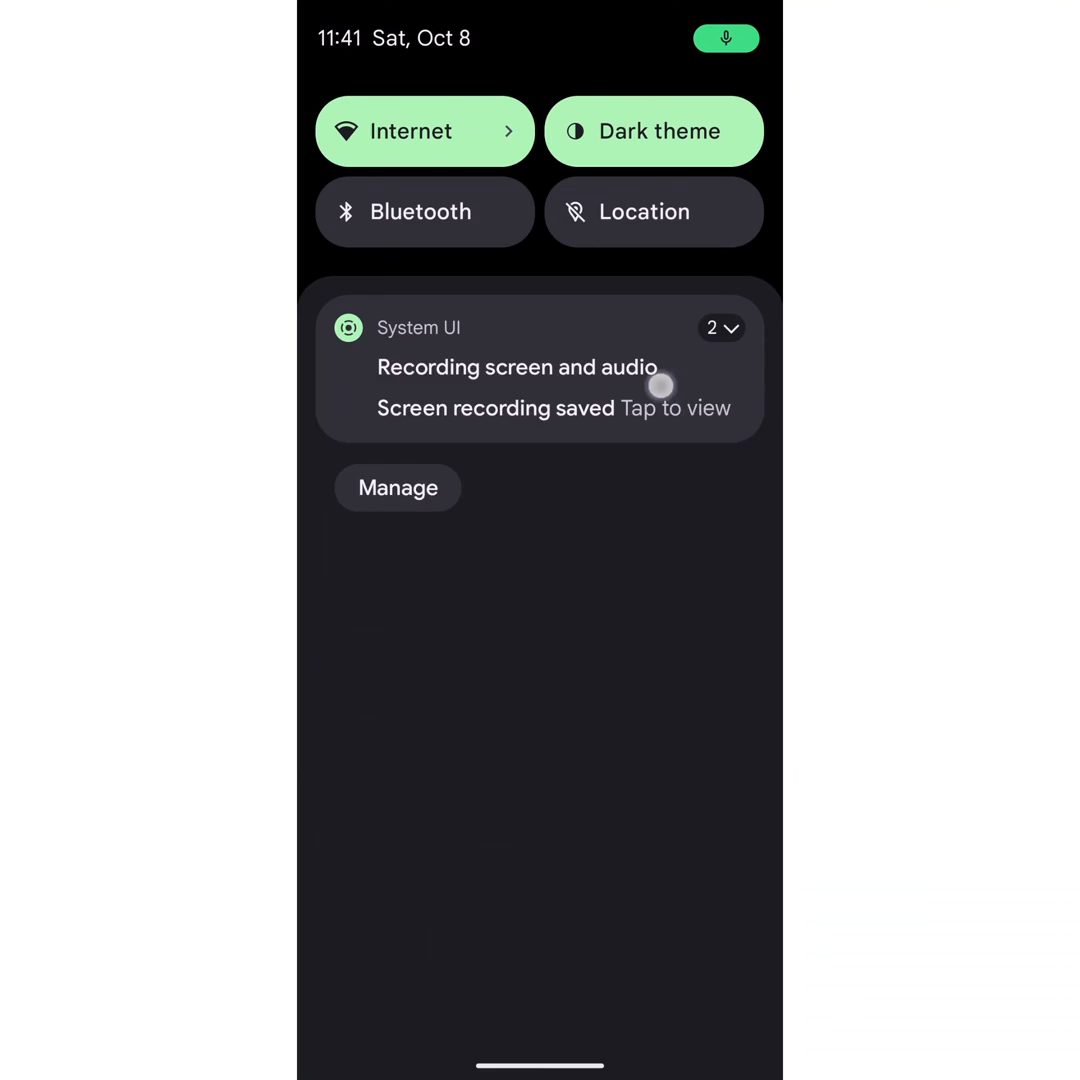 11:41 Sat, Oct 8
Internet
Dark theme
Bluetooth
Location
System UI
2
Recording screen and audio
Screen recording saved Tap to view
Manage